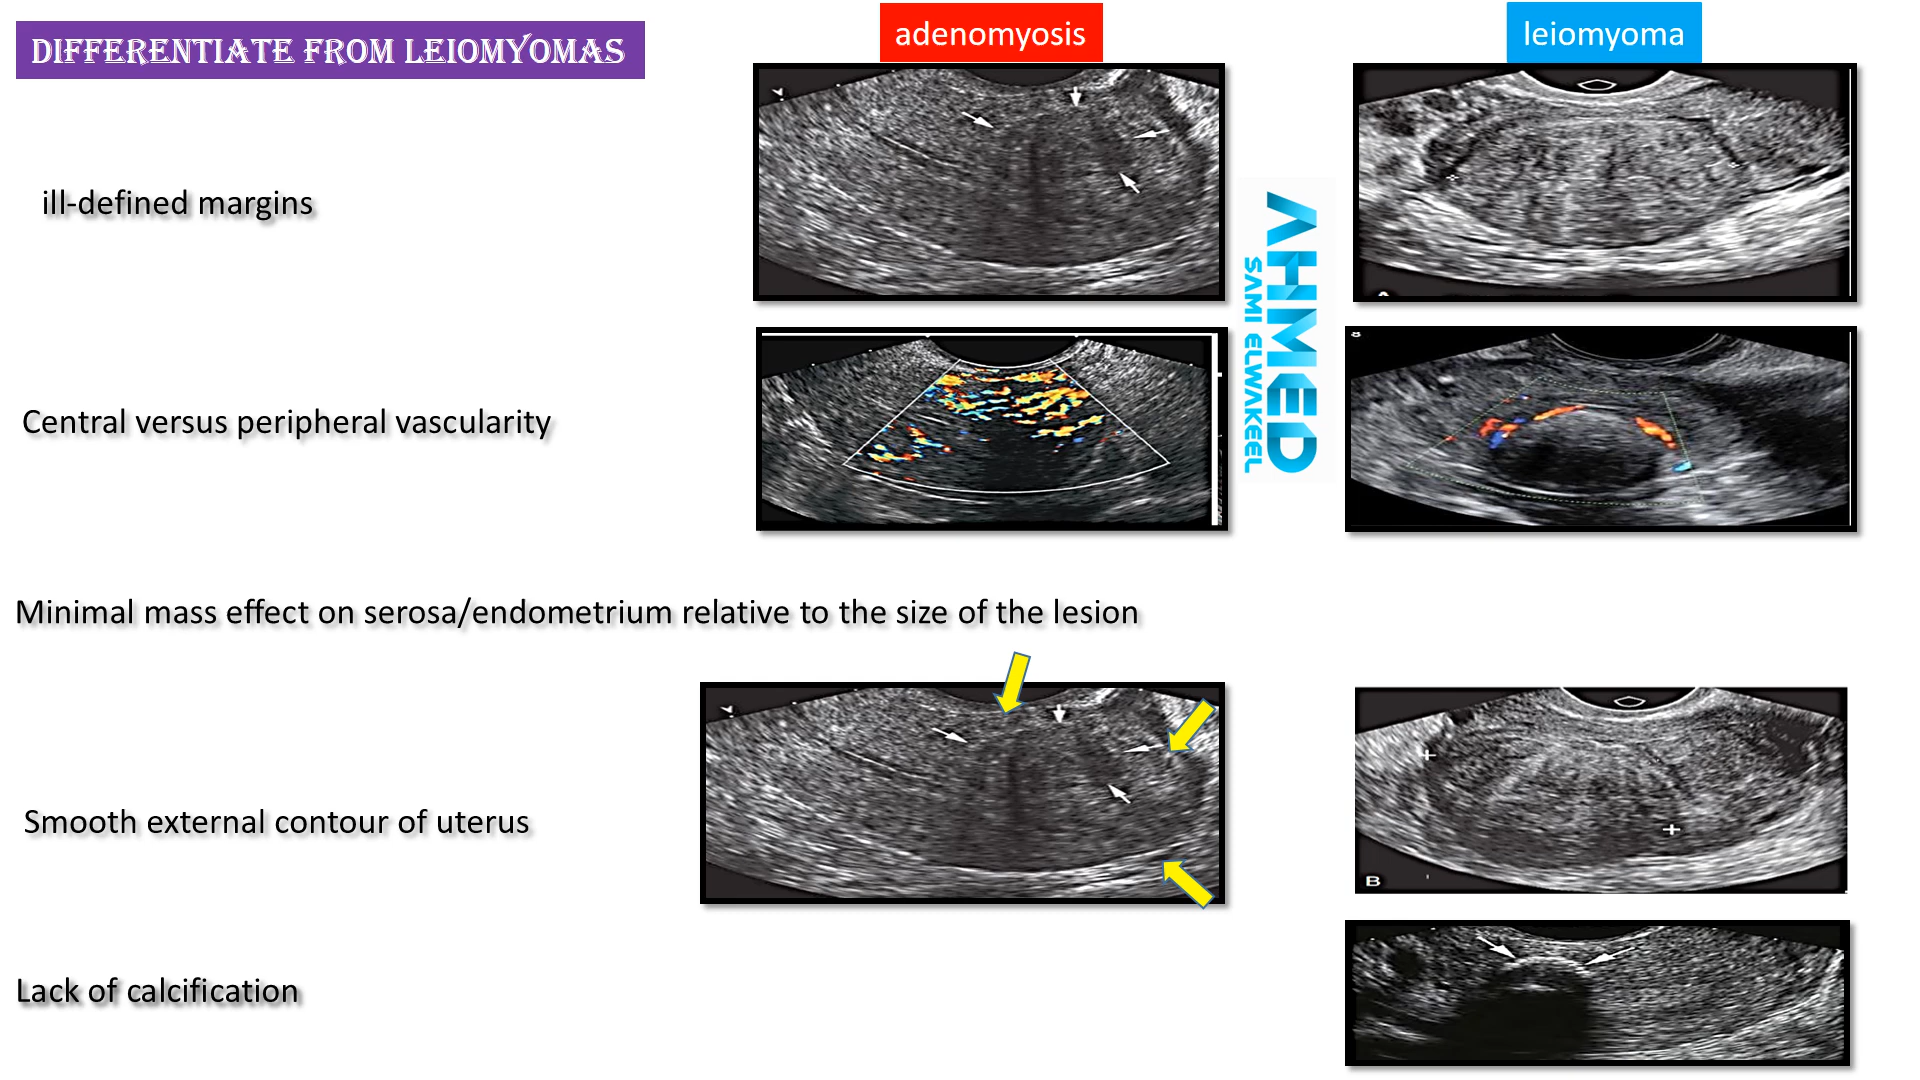 DIFFERENTIATE FROM LEIOMYOMAS
adenomyosis
leiomyoma
ill-defined margins
AHMED
SAMI ELWAKEEL
Central versus peripheral vascularity
Minimal mass effect on serosa/endometrium relative to the size of the lesion
Smooth external contour of uterus
B
Lack of calcification